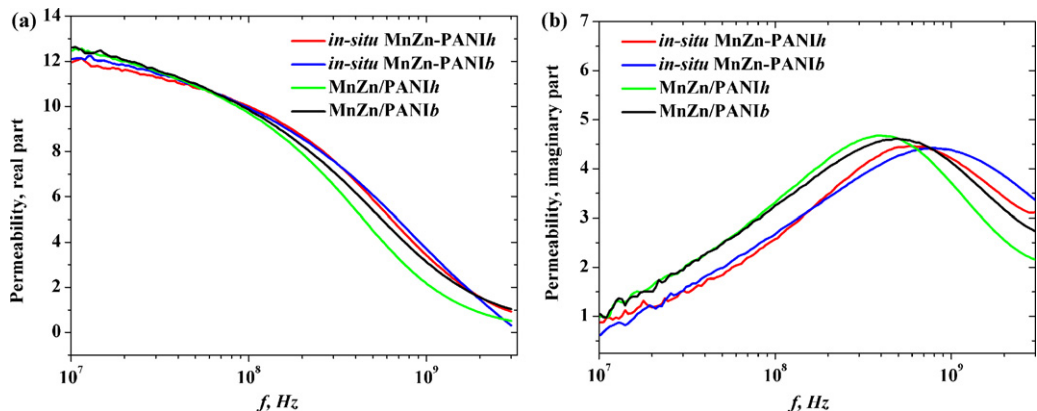 (a)
14
12
10
8
6
4
2
0
Permeability, real part
in-situ MnZn-PANIh
in-situ MnZn-PANIb
MnZn/PANIh
MnZn/PANIb
10^7
10^8
10^9
f, Hz
(b)
7
6
5
4
3
2
1
Permeability, imaginary part
in-situ MnZn-PANIh
in-situ MnZn-PANIb
MnZn/PANIh
MnZn/PANIb
10^7
10^8
10^9
f, Hz